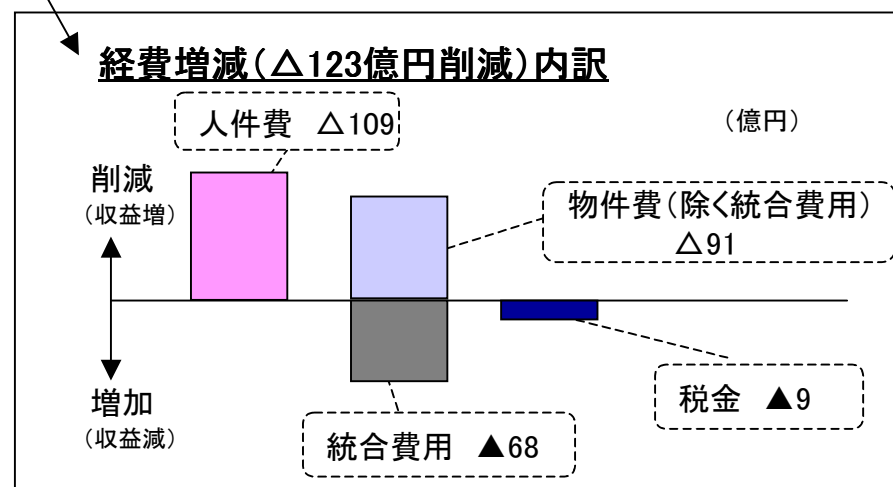 経費増減(△123億円削減)内訳
人件費 △109
(億円)
削減
(収益増)
物件費(除く統合費用)
△91
増加
(収益減)
税金 ▲9
統合費用 ▲68